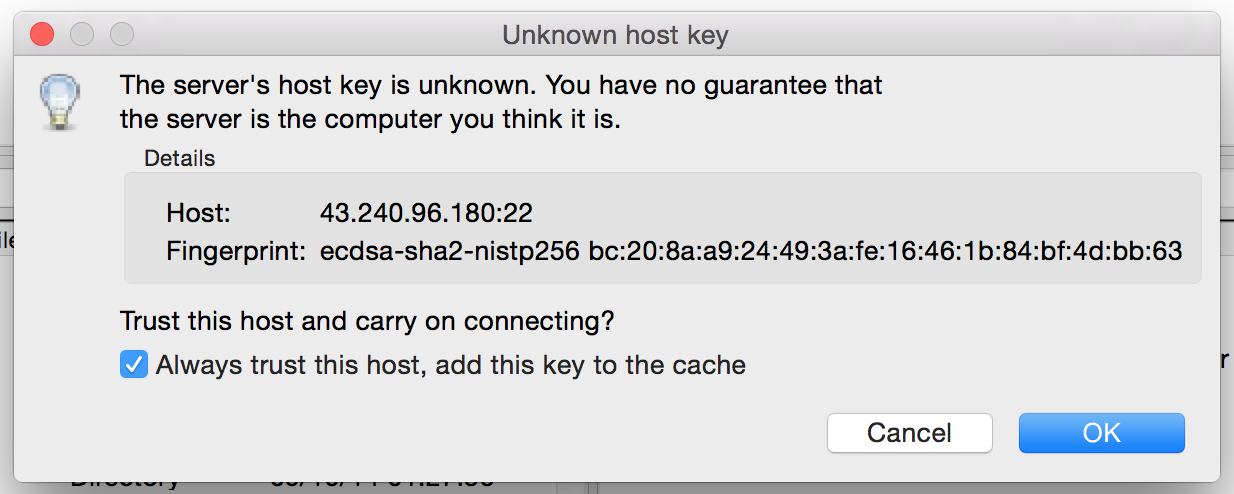 Unknown host key
The server's host key is unknown. You have no guarantee that
the server is the computer you think it is.
Details
Host: 43.240.96.180:22
Fingerprint: ecdsa-sha2-nistp256 bc:20:8a:a9:24:49:3a:fe:16:46:1b:84:bf:4d:bb:63
Trust this host and carry on connecting?
Always trust this host, add this key to the cache
Cancel OK
Directory